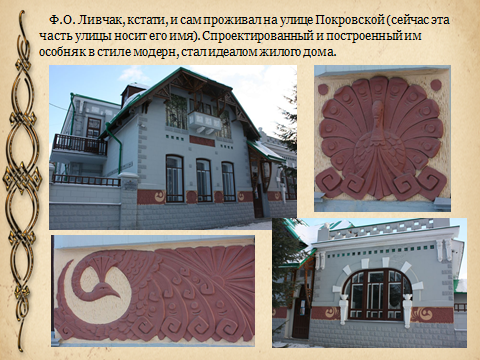 Ф.О. Ливчак, кстати, и сам проживал на улице Покровской (сейчас эта
часть улицы носит его имя). Спроектированный и построенный им
особняк в стиле модерн, стал идеалом жилого дома.